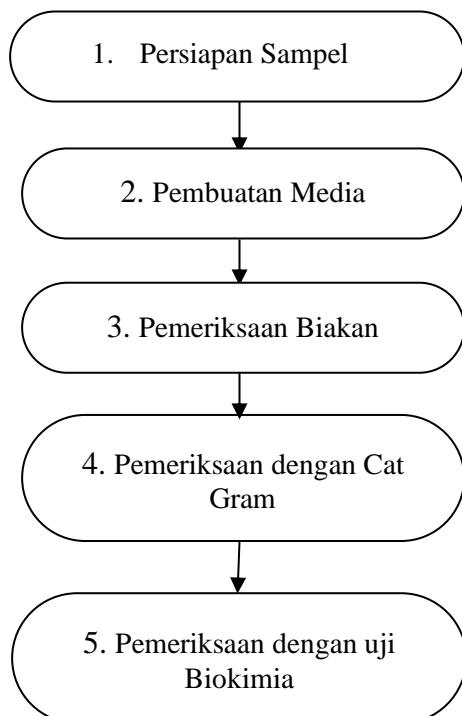 1. Persiapan Sampel
2. Pembuatan Media
3. Pemeriksaan Biakan
4. Pemeriksaan dengan Cat
Gram
5. Pemeriksaan dengan uji
Biokimia